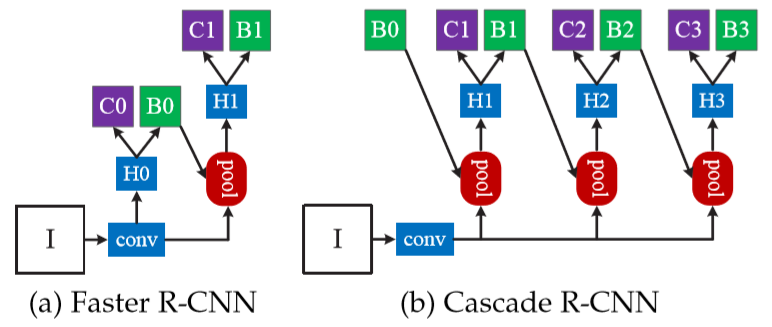 C1 B1
C0 B0
H1
H0
pool
I
conv
(a) Faster R-CNN
B0 C1 B1 C2 B2 C3 B3
H1 H2 H3
pool pool pool
I
conv
(b) Cascade R-CNN